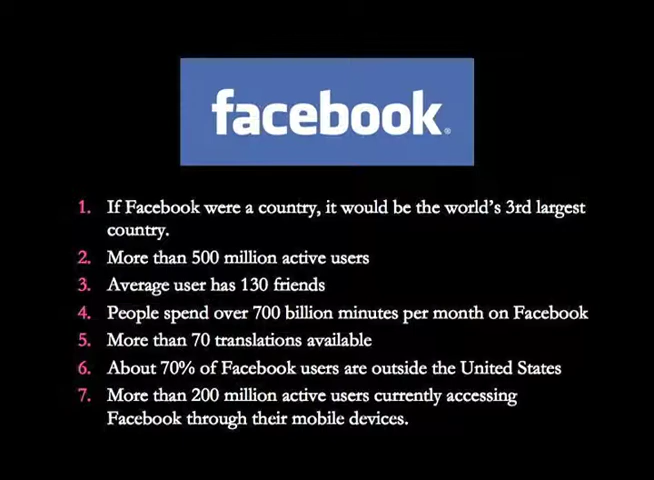 facebook®
1. If Facebook were a country, it would be the world's 3rd largest
country.
2. More than 500 million active users
3. Average user has 130 friends
4. People spend over 700 billion minutes per month on Facebook
5. More than 70 translations available
6. About 70% of Facebook users are outside the United States
7. More than 200 million active users currently accessing
Facebook through their mobile devices.